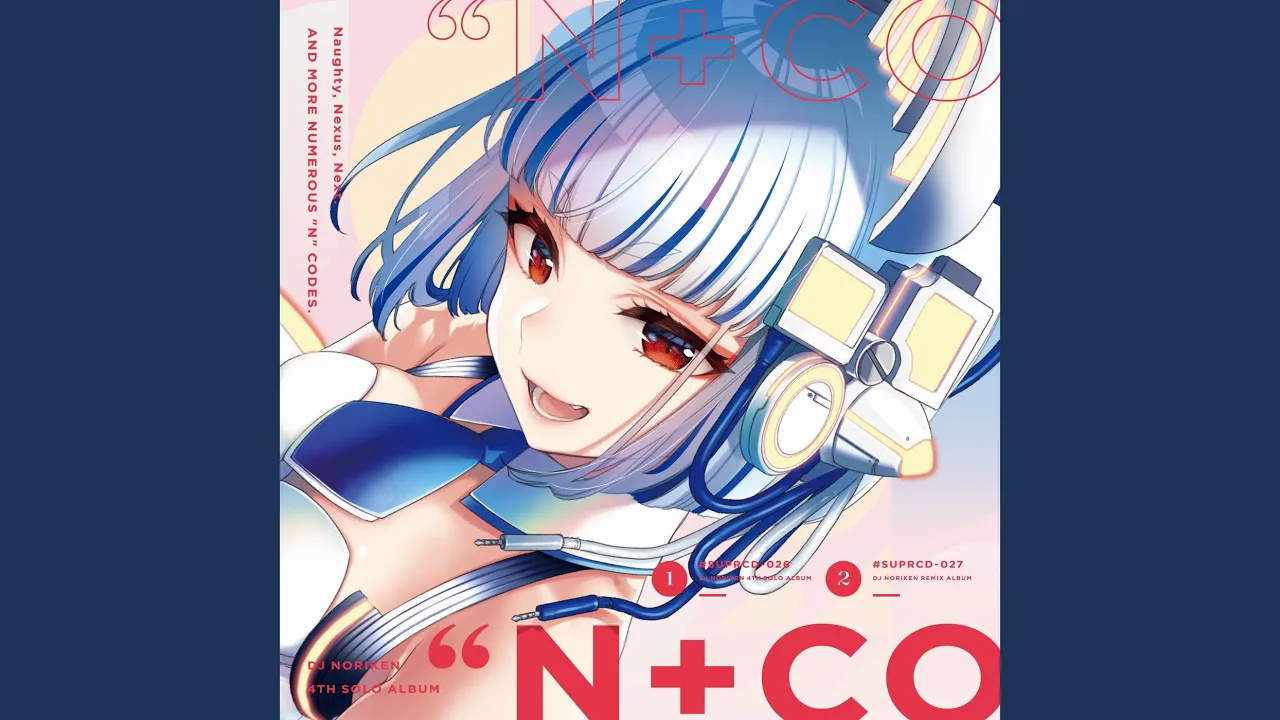 “N+CO
Naughty, Nexus, Next.
AND MORE NUMEROUS "N" CODES.
1
#SUPRCD-026
DJ NORIKEN 4TH SOLO ALBUM
2
#SUPRCD-027
DJ NORIKEN REMIX ALBUM
DJ NORIKEN
4TH SOLO ALBUM
“N+CO